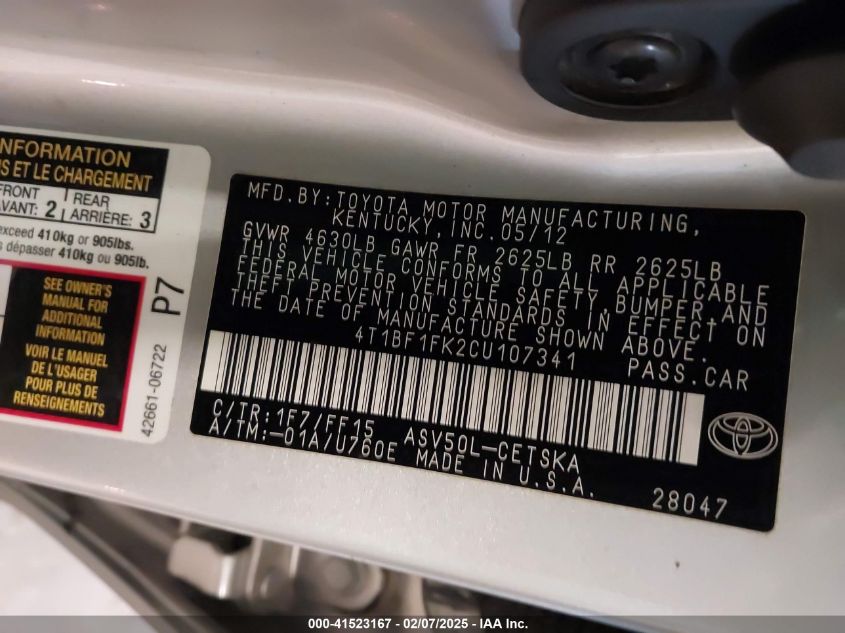 INFORMATION
S ET LE CHARGEMENT
FRONT
AVANT: 2
REAR
ARRIÈRE: 3
exceed 410kg or 905lbs.
s dépasser 410kg ou 905lbs.
SEE OWNER'S
MANUAL FOR
ADDITIONAL
INFORMATION
VOIR LE MANUEL
DE L'USAGER
POUR PLUS DE
RENSEIGNEMENTS
P7
42661-06722
MFD.BY:TOYOTA MOTOR MANUFACTURING,
KENTUCKY,INC.05/12
GVWR 4630LB GAWR FR 2625LB RR 2625LB
THIS VEHICLE CONFORMS TO ALL APPLICABLE
FEDERAL MOTOR VEHICLE SAFETY,BUMPER,AND
THEFT PREVENTION STANDARDS IN EFFECT ON
THE DATE OF MANUFACTURE SHOWN ABOVE.
4T1BF1FK2CU107341
PASS.CAR
C/TR:1F7/FF15 ASV50L-CETSKA
A/TM:-01A/U760E MADE IN U.S.A.
28047
000-41523167 — 02/07/2025 — IAA Inc.